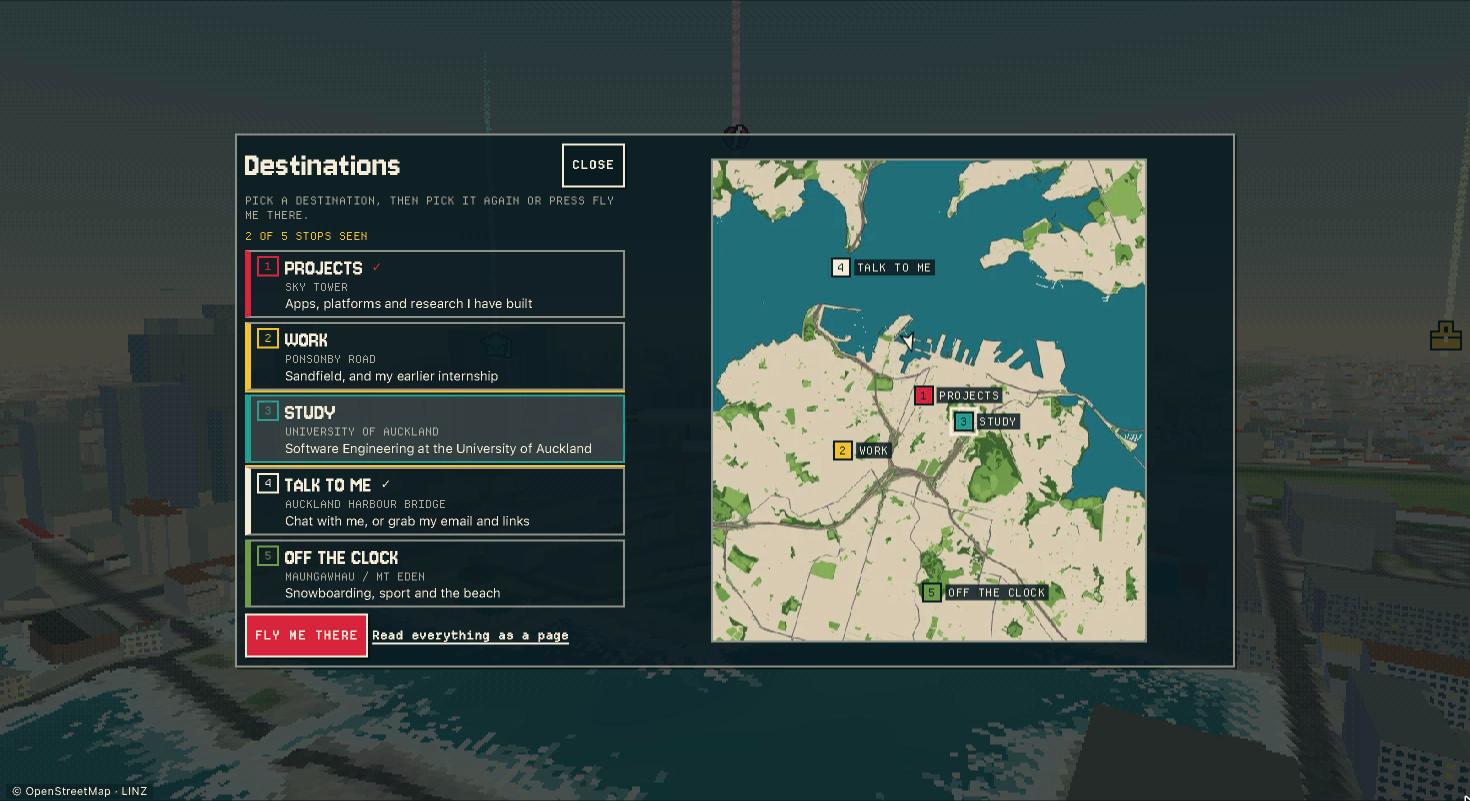 Destinations
CLOSE
PICK A DESTINATION, THEN PICK IT AGAIN OR PRESS FLY
ME THERE.
2 OF 5 STOPS SEEN
1 PROJECTS ✓
SKY TOWER
Apps, platforms and research I have built
2 WORK
PONSONBY ROAD
Sandfield, and my earlier internship
3 STUDY
UNIVERSITY OF AUCKLAND
Software Engineering at the University of Auckland
4 TALK TO ME ✓
AUCKLAND HARBOUR BRIDGE
Chat with me, or grab my email and links
5 OFF THE CLOCK
MAUNGAWHAU / MT EDEN
Snowboarding, sport and the beach
FLY ME THERE
Read everything as a page
4 TALK TO ME
1 PROJECTS
3 STUDY
2 WORK
5 OFF THE CLOCK
© OpenStreetMap · LINZ